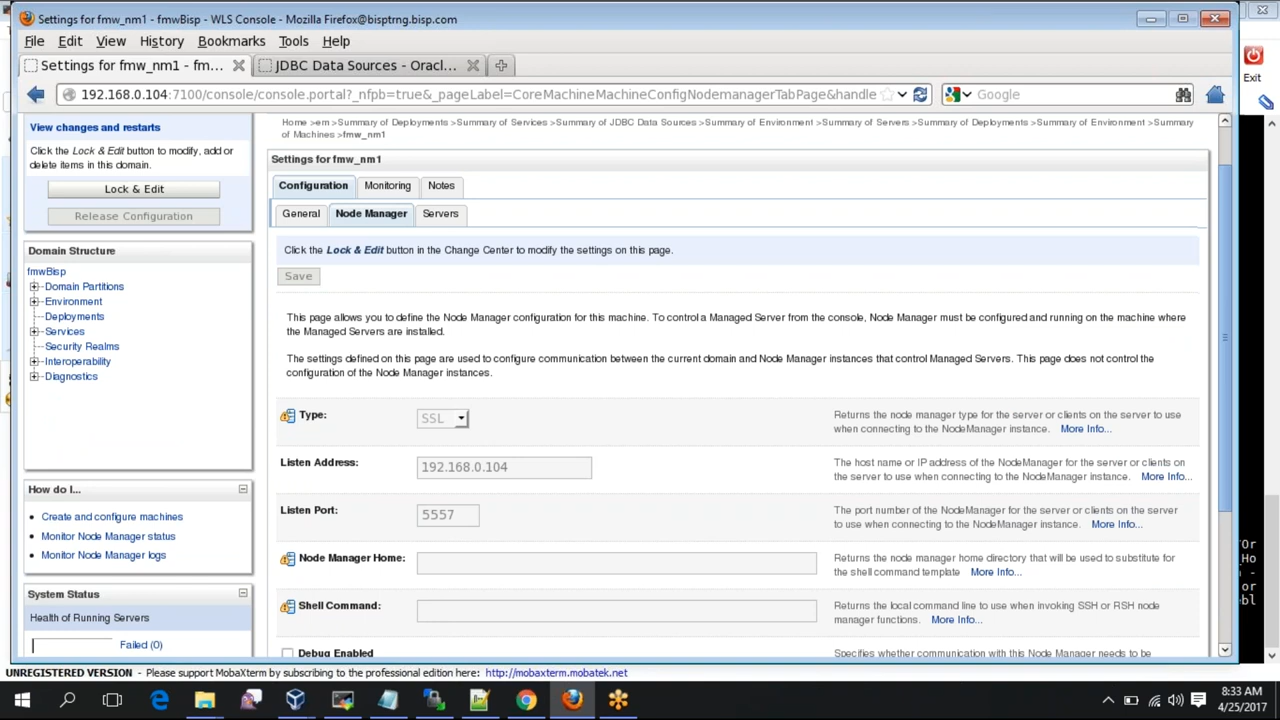 Settings for fmw_nm1 - fmwBisp - WLS Console - Mozilla Firefox@bisptrng.bisp.com
File Edit View History Bookmarks Tools Help
Settings for fmw_nm1 - fm... JDBC Data Sources - Oracl...
192.168.0.104:7100/console/console.portal?_nfpb=true&_pageLabel=CoreMachineMachineConfigNodemanagerTabPage&handle Google
Exit
View changes and restarts
Click the Lock & Edit button to modify, add or
delete items in this domain.
Lock & Edit
Release Configuration
Domain Structure
fmwBisp
Domain Partitions
Environment
Deployments
Services
Security Realms
Interoperability
Diagnostics
How do I...
Create and configure machines
Monitor Node Manager status
Monitor Node Manager logs
System Status
Health of Running Servers
Failed (0)
Home >em >Summary of Deployments >Summary of Services >Summary of JDBC Data Sources >Summary of Environment >Summary of Servers >Summary of Deployments >Summary of Environment >Summary
of Machines >fmw_nm1
Settings for fmw_nm1
Configuration Monitoring Notes
General Node Manager Servers
Click the Lock & Edit button in the Change Center to modify the settings on this page.
Save
This page allows you to define the Node Manager configuration for this machine. To control a Managed Server from the console, Node Manager must be configured and running on the machine where
the Managed Servers are installed.
The settings defined on this page are used to configure communication between the current domain and Node Manager instances that control Managed Servers. This page does not control the
configuration of the Node Manager instances.
Type: SSL
Returns the node manager type for the server or clients on the server to use
when connecting to the NodeManager instance. More Info...
Listen Address: 192.168.0.104
The host name or IP address of the NodeManager for the server or clients on
the server to use when connecting to the NodeManager instance. More Info...
Listen Port: 5557
The port number of the NodeManager for the server or clients on the server
to use when connecting to the NodeManager instance. More Info...
Node Manager Home:
Returns the node manager home directory that will be used to substitute for
the shell command template More Info...
Shell Command:
Returns the local command line to use when invoking SSH or RSH node
manager functions. More Info...
Debug Enabled
Specifies whether communication with this Node Manager needs to be
UNREGISTERED VERSION - Please support MobaXterm by subscribing to the professional edition here: http://mobaxterm.mobatek.net
8:33 AM
4/25/2017